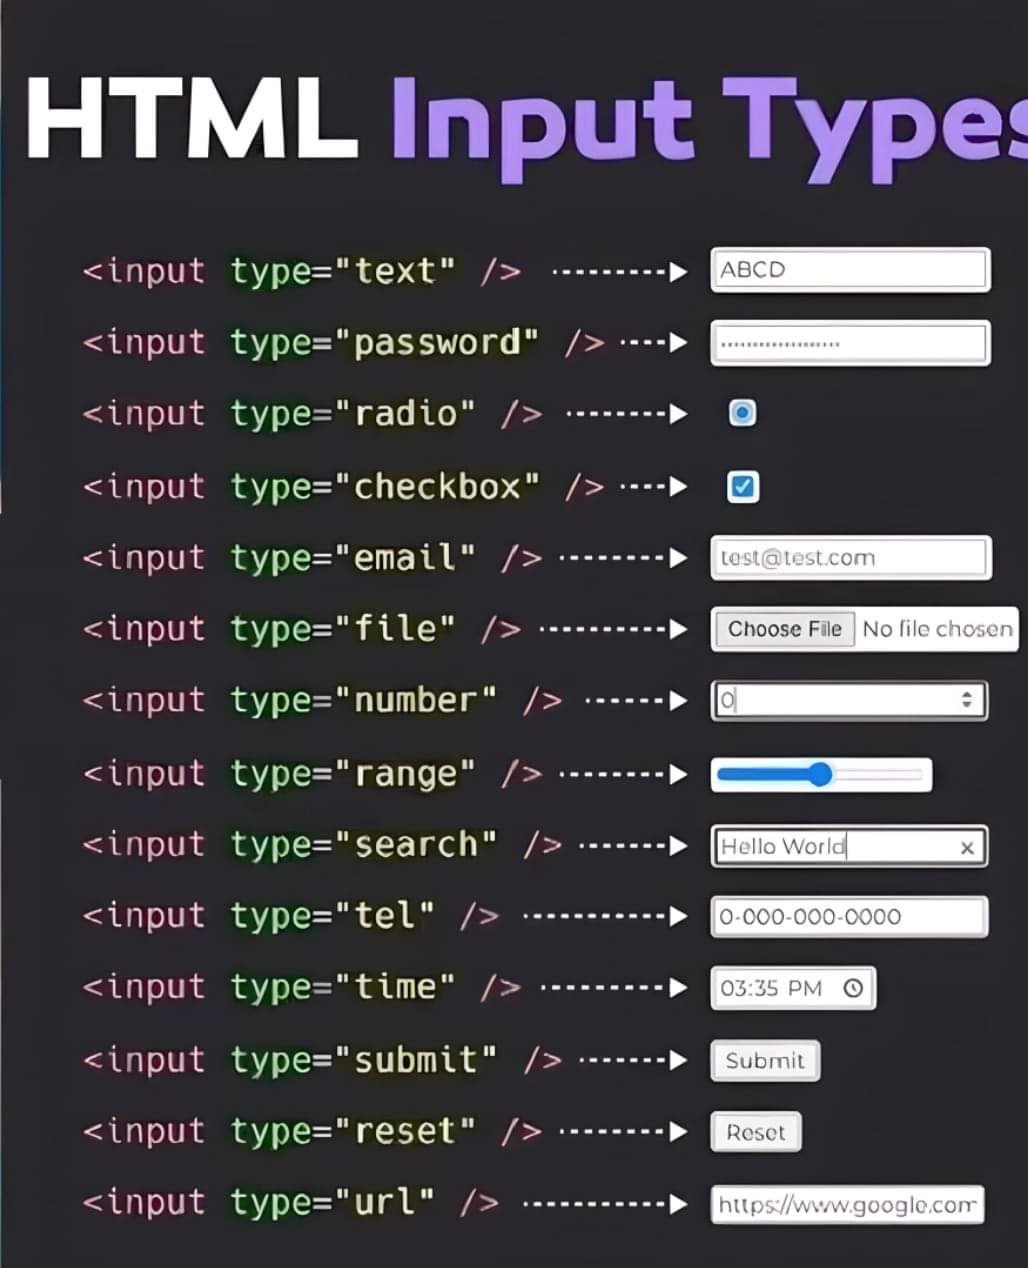 HTML Input Types
<input type="text" /> ABCD
<input type="password" />
<input type="radio" />
<input type="checkbox" />
<input type="email" /> test@test.com
<input type="file" /> Choose File No file chosen
<input type="number" /> 0
<input type="range" />
<input type="search" /> Hello World ×
<input type="tel" /> 0-000-000-0000
<input type="time" /> 03:35 PM
<input type="submit" /> Submit
<input type="reset" /> Reset
<input type="url" /> https://www.google.com